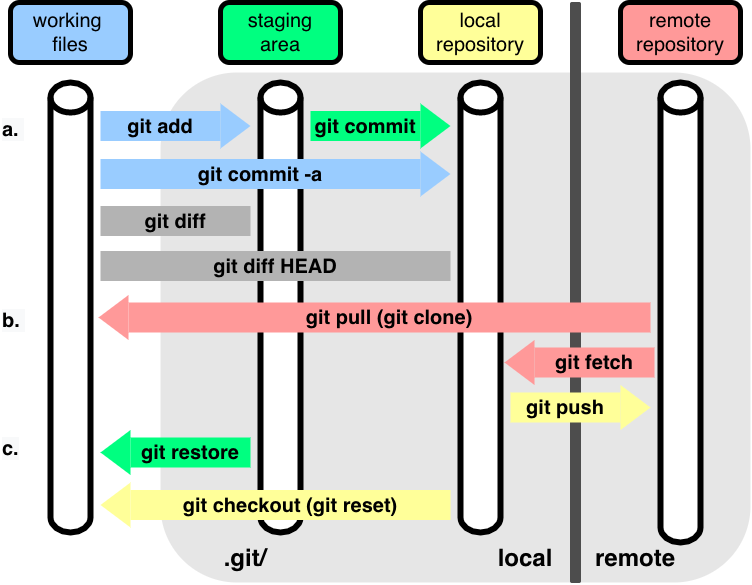 working
files
staging
area
local
repository
remote
repository
a.
git add
git commit
git commit -a
git diff
git diff HEAD
b.
git pull (git clone)
git fetch
git push
c.
git restore
git checkout (git reset)
.git/
local
remote